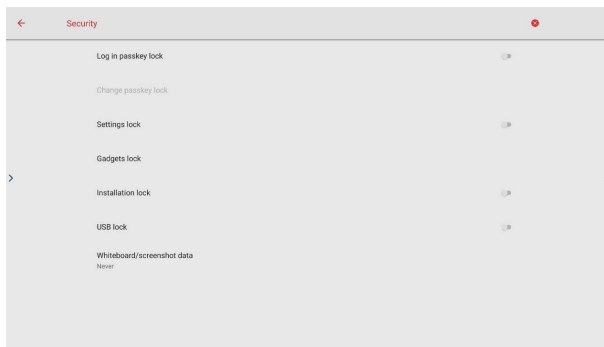 Security
Log in passkey lock
Change passkey lock
Settings lock
Gadgets lock
Installation lock
USB lock
Whiteboard/screenshot data
Never